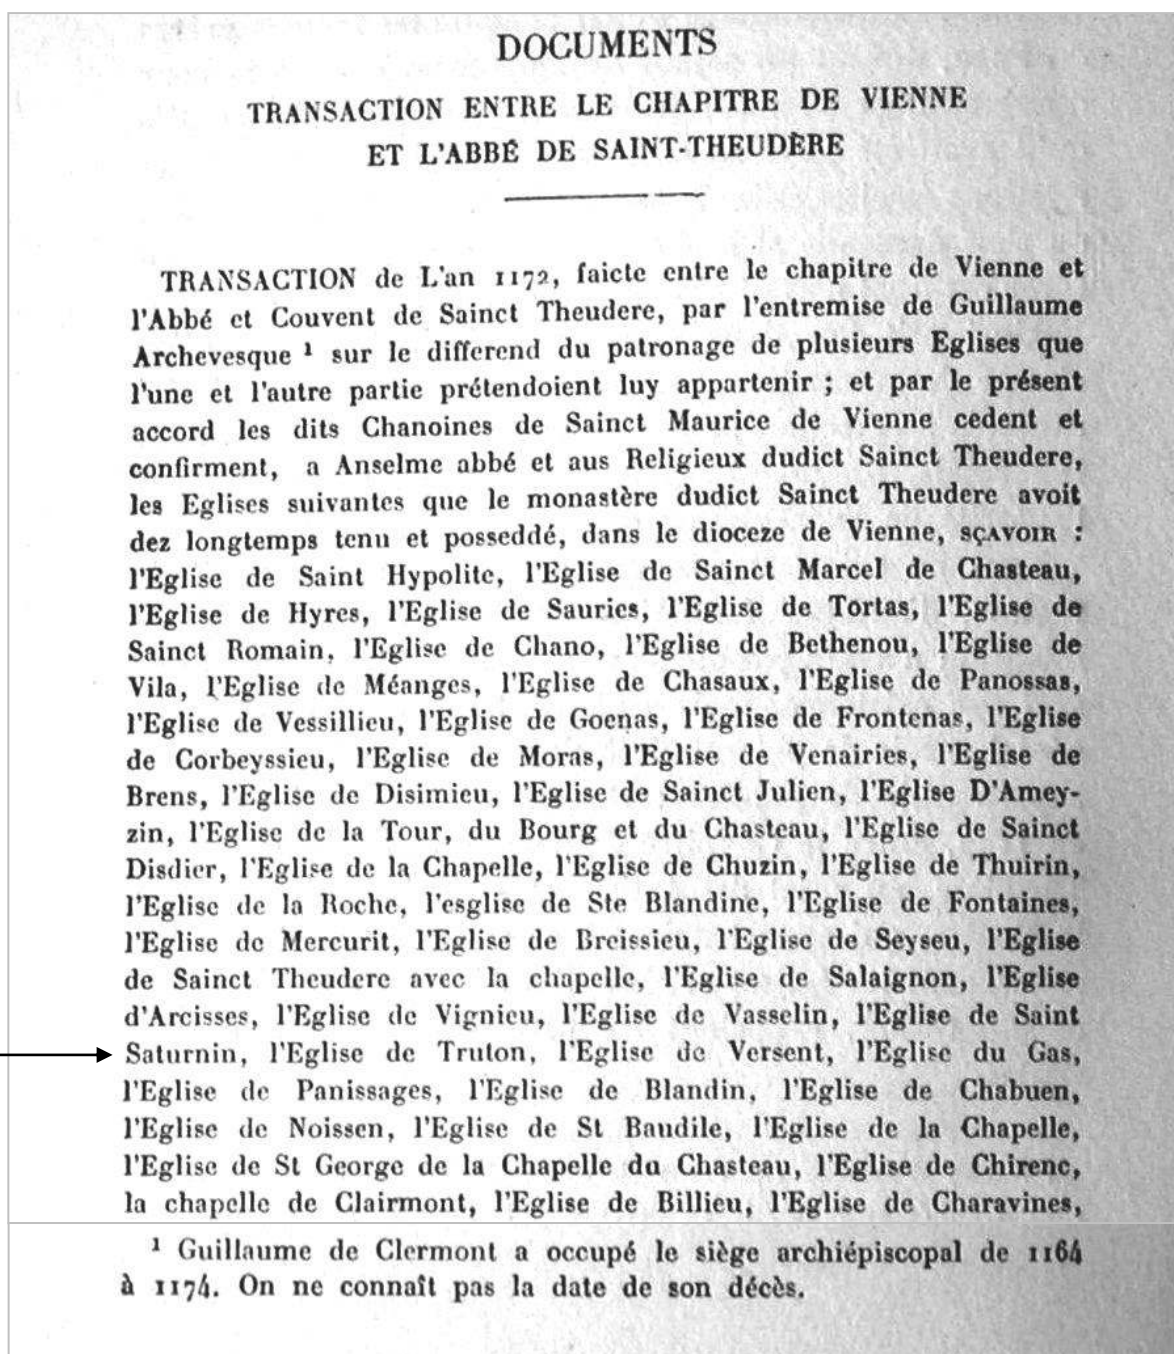 DOCUMENTS
TRANSACTION ENTRE LE CHAPITRE DE VIENNE
ET L'ABBÉ DE SAINT-THEUDÈRE
TRANSACTION de L'an 1172, faicte entre le chapitre de Vienne et
l'Abbé et Couvent de Sainct Theudere, par l'entremise de Guillaume
Archevesque ¹ sur le differend du patronage de plusieurs Eglises que
l'une et l'autre partie prétendoient luy appartenir ; et par le présent
accord les dits Chanoines de Sainct Maurice de Vienne cedent et
confirment, a Anselme abbé et aus Religieux dudict Sainct Theudere,
les Eglises suivantes que le monastère dudict Sainct Theudere avoit
dez longtemps tenu et posseddé, dans le dioceze de Vienne, SÇAVOIR :
l'Eglise de Saint Hypolite, l'Eglise de Sainct Marcel de Chasteau,
l'Eglise de Hyres, l'Eglise de Sauries, l'Eglise de Tortas, l'Eglise de
Sainct Romain, l'Eglise de Chano, l'Eglise de Bethenou, l'Eglise de
Vila, l'Eglise de Méanges, l'Eglise de Chasaux, l'Eglise de Panossas,
l'Eglise de Vessillieu, l'Eglise de Goenas, l'Eglise de Frontenas, l'Eglise
de Corbeyssieu, l'Eglise de Moras, l'Eglise de Venairies, l'Eglise de
Brens, l'Eglise de Disimieu, l'Eglise de Sainct Julien, l'Eglise D'Amey-
zin, l'Eglise de la Tour, du Bourg et du Chasteau, l'Eglise de Sainct
Disdier, l'Eglise de la Chapelle, l'Eglise de Chuzin, l'Eglise de Thuirin,
l'Eglise de la Roche, l'esglise de Ste Blandine, l'Eglise de Fontaines,
l'Eglise de Mercurit, l'Eglise de Breissieu, l'Eglise de Seyseu, l'Eglise
de Sainct Theudere avec la chapelle, l'Eglise de Salaignon, l'Eglise
d'Arcisses, l'Eglise de Vignieu, l'Eglise de Vasselin, l'Eglise de Saint
Saturnin, l'Eglise de Truton, l'Eglise de Versent, l'Eglise du Gas,
l'Eglise de Panissages, l'Eglise de Blandin, l'Eglise de Chabuen,
l'Eglise de Noissen, l'Eglise de St Baudile, l'Eglise de la Chapelle,
l'Eglise de St George de la Chapelle du Chasteau, l'Eglise de Chirenc,
la chapelle de Clairmont, l'Eglise de Billieu, l'Eglise de Charavines,
¹ Guillaume de Clermont a occupé le siège archiépiscopal de 1164
à 1174. On ne connaît pas la date de son décès.